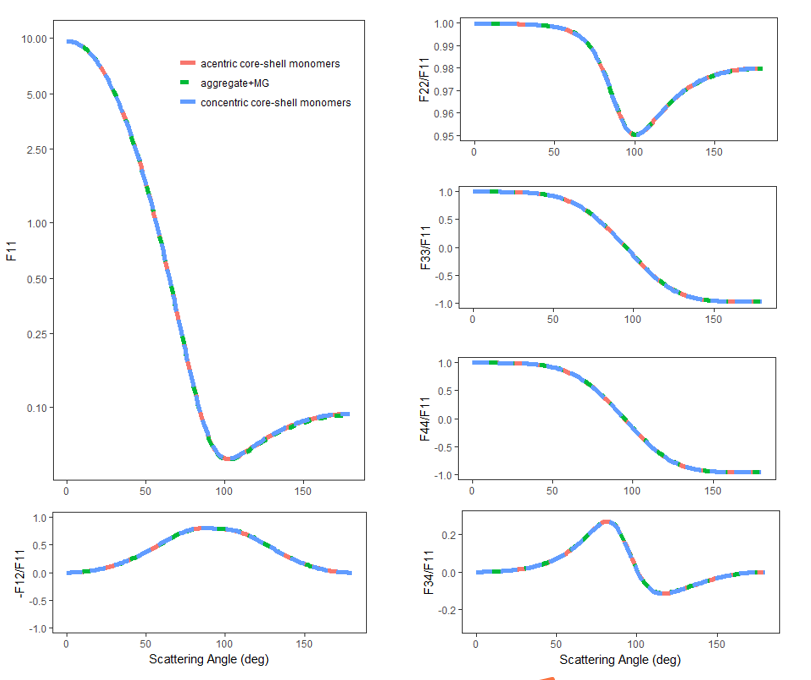 10.00
5.00
2.50
1.00
0.50
0.25
0.10
F11
acentric core-shell monomers
aggregate+MG
concentric core-shell monomers
0 50 100 150
1.0
0.5
0.0
-0.5
-1.0
-F12/F11
0 50 100 150
Scattering Angle (deg)
1.00
0.99
0.98
0.97
0.96
0.95
F22/F11
0 50 100 150
1.0
0.5
0.0
-0.5
-1.0
F33/F11
0 50 100 150
1.0
0.5
0.0
-0.5
-1.0
F44/F11
0 50 100 150
0.2
0.0
-0.2
F34/F11
0 50 100 150
Scattering Angle (deg)